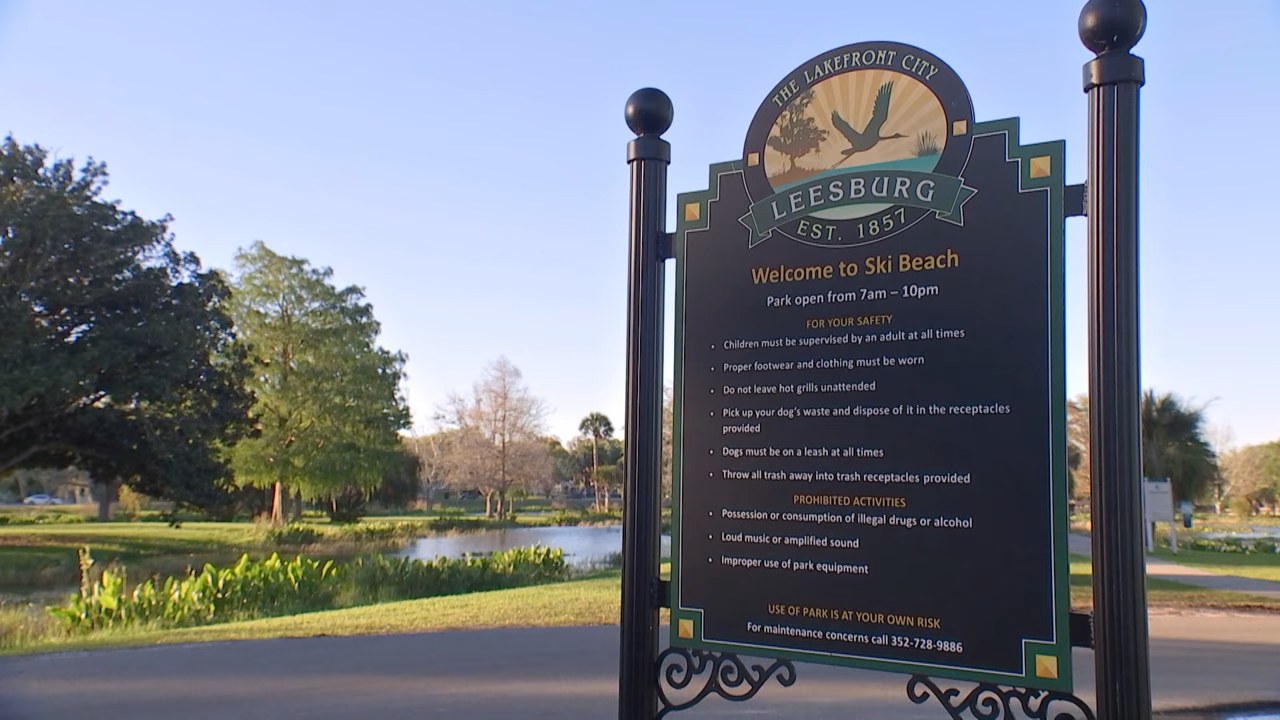 THE LAKEFRONT CITY
LEESBURG
EST. 1857
Welcome to Ski Beach
Park open from 7am – 10pm
FOR YOUR SAFETY
• Children must be supervised by an adult at all times
• Proper footwear and clothing must be worn
• Do not leave hot grills unattended
• Pick up your dog's waste and dispose of it in the receptacles
provided
• Dogs must be on a leash at all times
• Throw all trash away into trash receptacles provided
PROHIBITED ACTIVITIES
• Possession or consumption of illegal drugs or alcohol
• Loud music or amplified sound
• Improper use of park equipment
USE OF PARK IS AT YOUR OWN RISK
For maintenance concerns call 352-728-9886